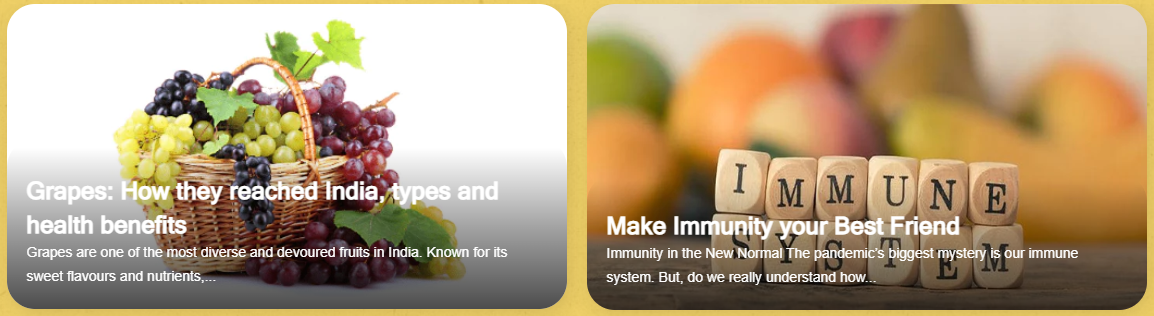 Grapes: How they reached India, types and
health benefits
Grapes are one of the most diverse and devoured fruits in India. Known for its
sweet flavours and nutrients,...
IMMUNE
SYSTEM
Make Immunity your Best Friend
Immunity in the New Normal The pandemic's biggest mystery is our immune
system. But, do we really understand how...